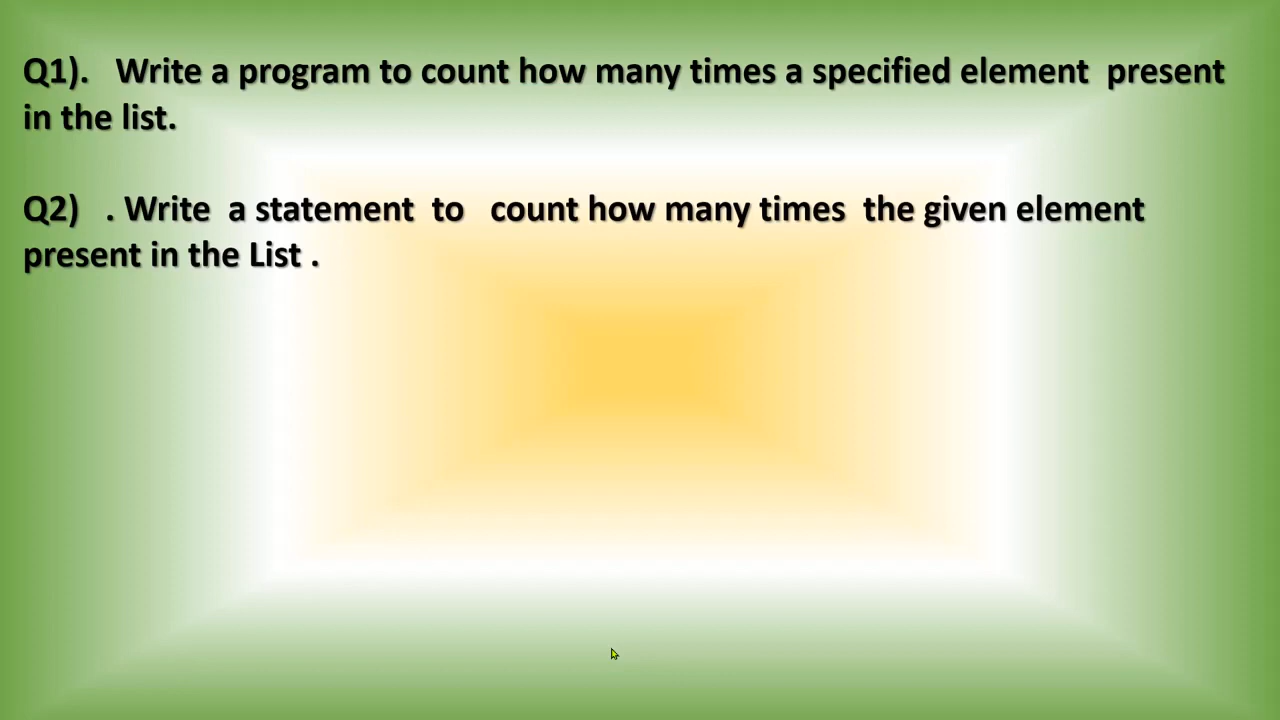 Q1).   Write a program to count how many times a specified element  present
in the list.
Q2)   . Write  a statement  to   count how many times  the given element
present in the List .